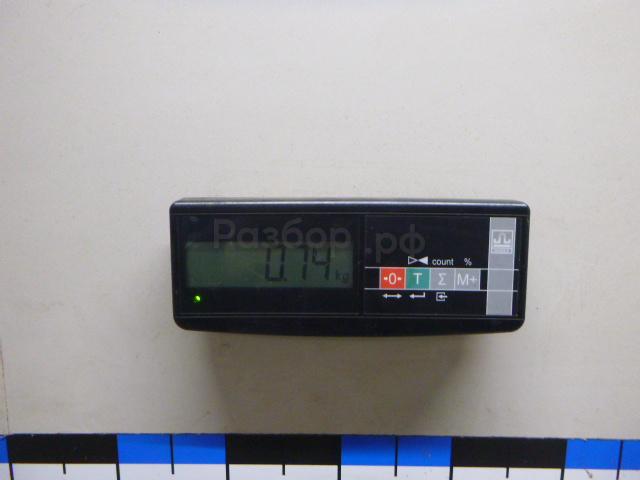 Разбор.рф
0.74 kg
count %
•0• T Σ M+